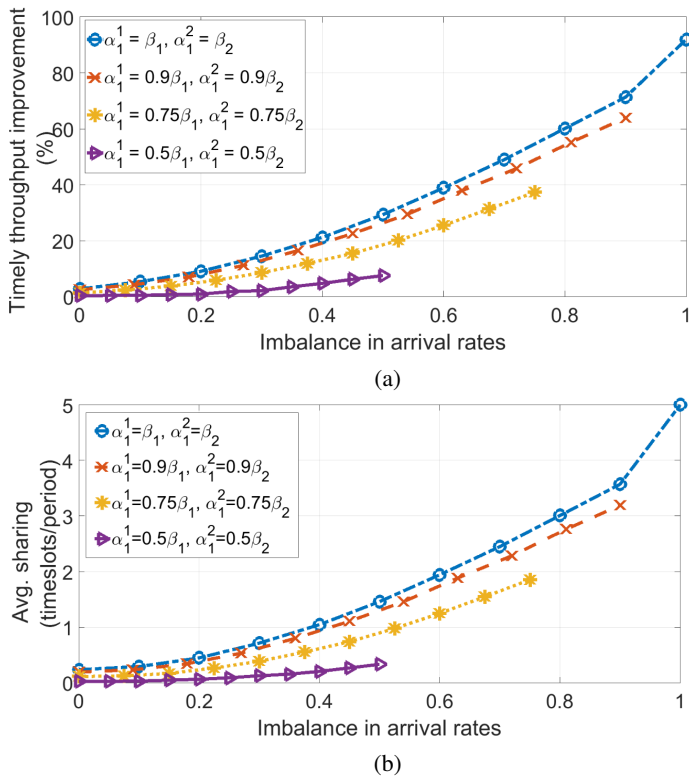 100
80
60
40
20
0
Timely throughput improvement
(%)
α₁¹ = β₁, α₁² = β₂
α₁¹ = 0.9β₁, α₁² = 0.9β₂
α₁¹ = 0.75β₁, α₁² = 0.75β₂
α₁¹ = 0.5β₁, α₁² = 0.5β₂
0 0.2 0.4 0.6 0.8 1
Imbalance in arrival rates
(a)
5
4
3
2
1
0
Avg. sharing
(timeslots/period)
α₁¹=β₁, α₁²=β₂
α₁¹=0.9β₁, α₁²=0.9β₂
α₁¹=0.75β₁, α₁²=0.75β₂
α₁¹=0.5β₁, α₁²=0.5β₂
0 0.2 0.4 0.6 0.8 1
Imbalance in arrival rates
(b)